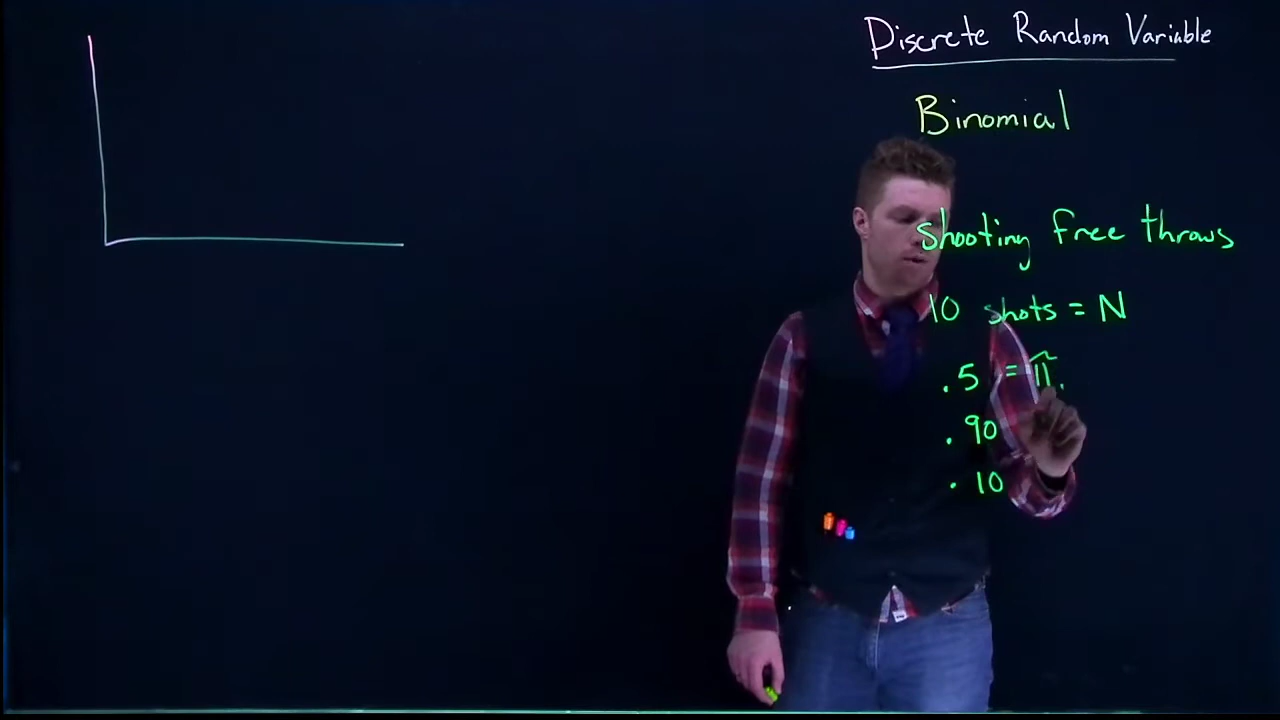 Discrete Random Variable
Binomial
shooting free throws
10 shots = N
.5 = π.
.90
.10